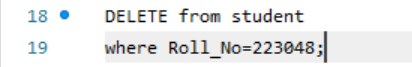 18 DELETE from student
19 where Roll_No=223048;